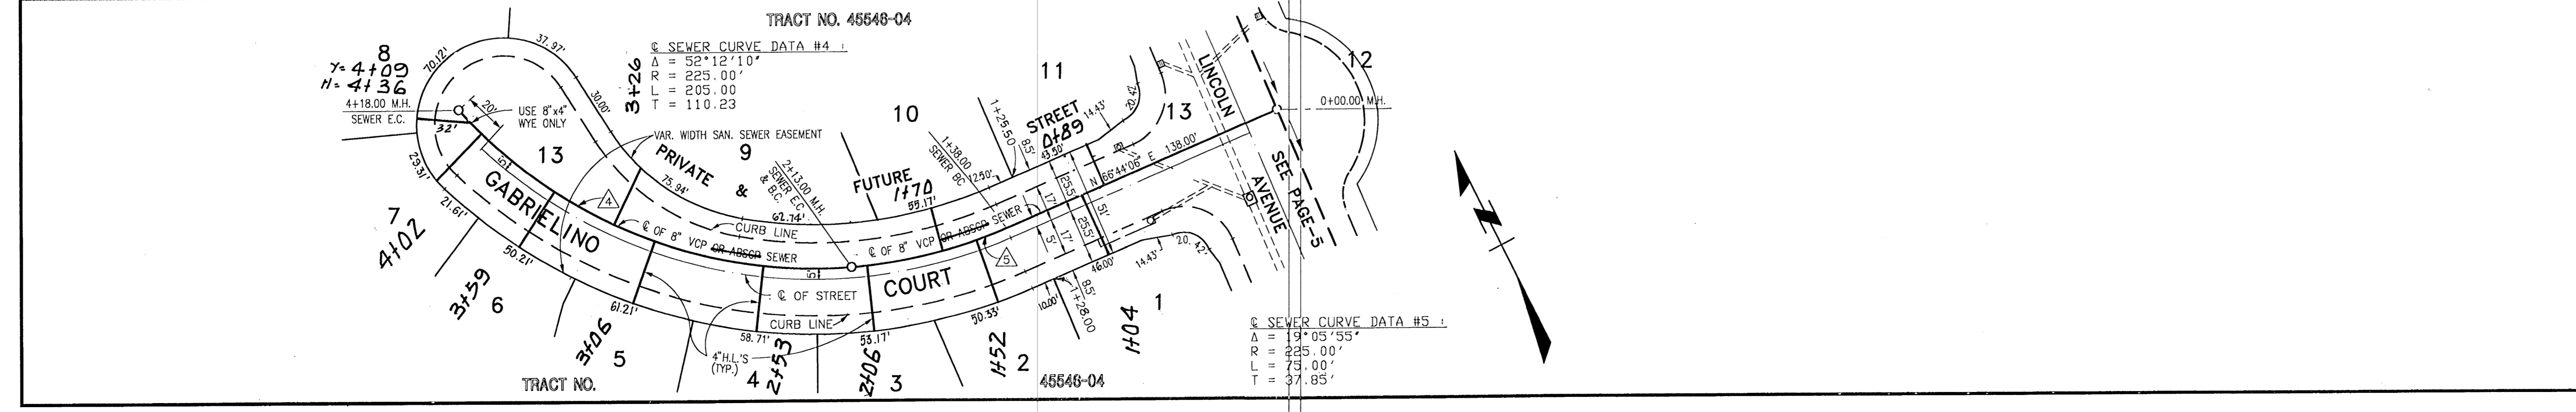 TRACT NO. 45546-04
℄ SEWER CURVE DATA #4 :
Δ = 52°12'10"
R = 225.00'
L = 205.00
T = 110.23
8
Y= 4+09
H= 4+36
4+18.00 M.H.
SEWER E.C.
70.12'
37.97'
30.00'
3+26
20'
32'
USE 8"x4"
WYE ONLY
VAR. WIDTH SAN. SEWER EASEMENT
29.31'
21.61'
5'
13
4
GABRIELINO
7
4+02
50.21'
3+59
6
61.21'
3+06
5
PRIVATE
&
FUTURE
STREET
9
75.94'
62.74'
2+13.00 M.H.
SEWER E.C.
& B.C.
CURB LINE
℄ OF 8" VCP OR ABSCP SEWER
5'
℄ OF STREET
CURB LINE
58.71'
4" H.L.'S
(TYP.)
4
2+53
53.17'
2+06
3
COURT
10
1+70
55.17'
1+38.00
SEWER BC
12.50'
℄ OF 8" VCP OR ABSCP SEWER
5
50.33'
1+52
2
11
1+25.50
8.5'
0+89
43.50'
14.43'
20.42'
25.5'
17'
5'
17'
25.5'
51'
10.00'
46.00'
8.5'
1+28.00
14.43'
20.42'
1+04
1
13
LINCOLN
AVENUE
N 66°44'06" E 138.00'
SEE PAGE-5
0+00.00 M.H.
12
℄ SEWER CURVE DATA #5 :
Δ = 19°05'55"
R = 225.00'
L = 75.00'
T = 37.85'
TRACT NO.
45546-04
N